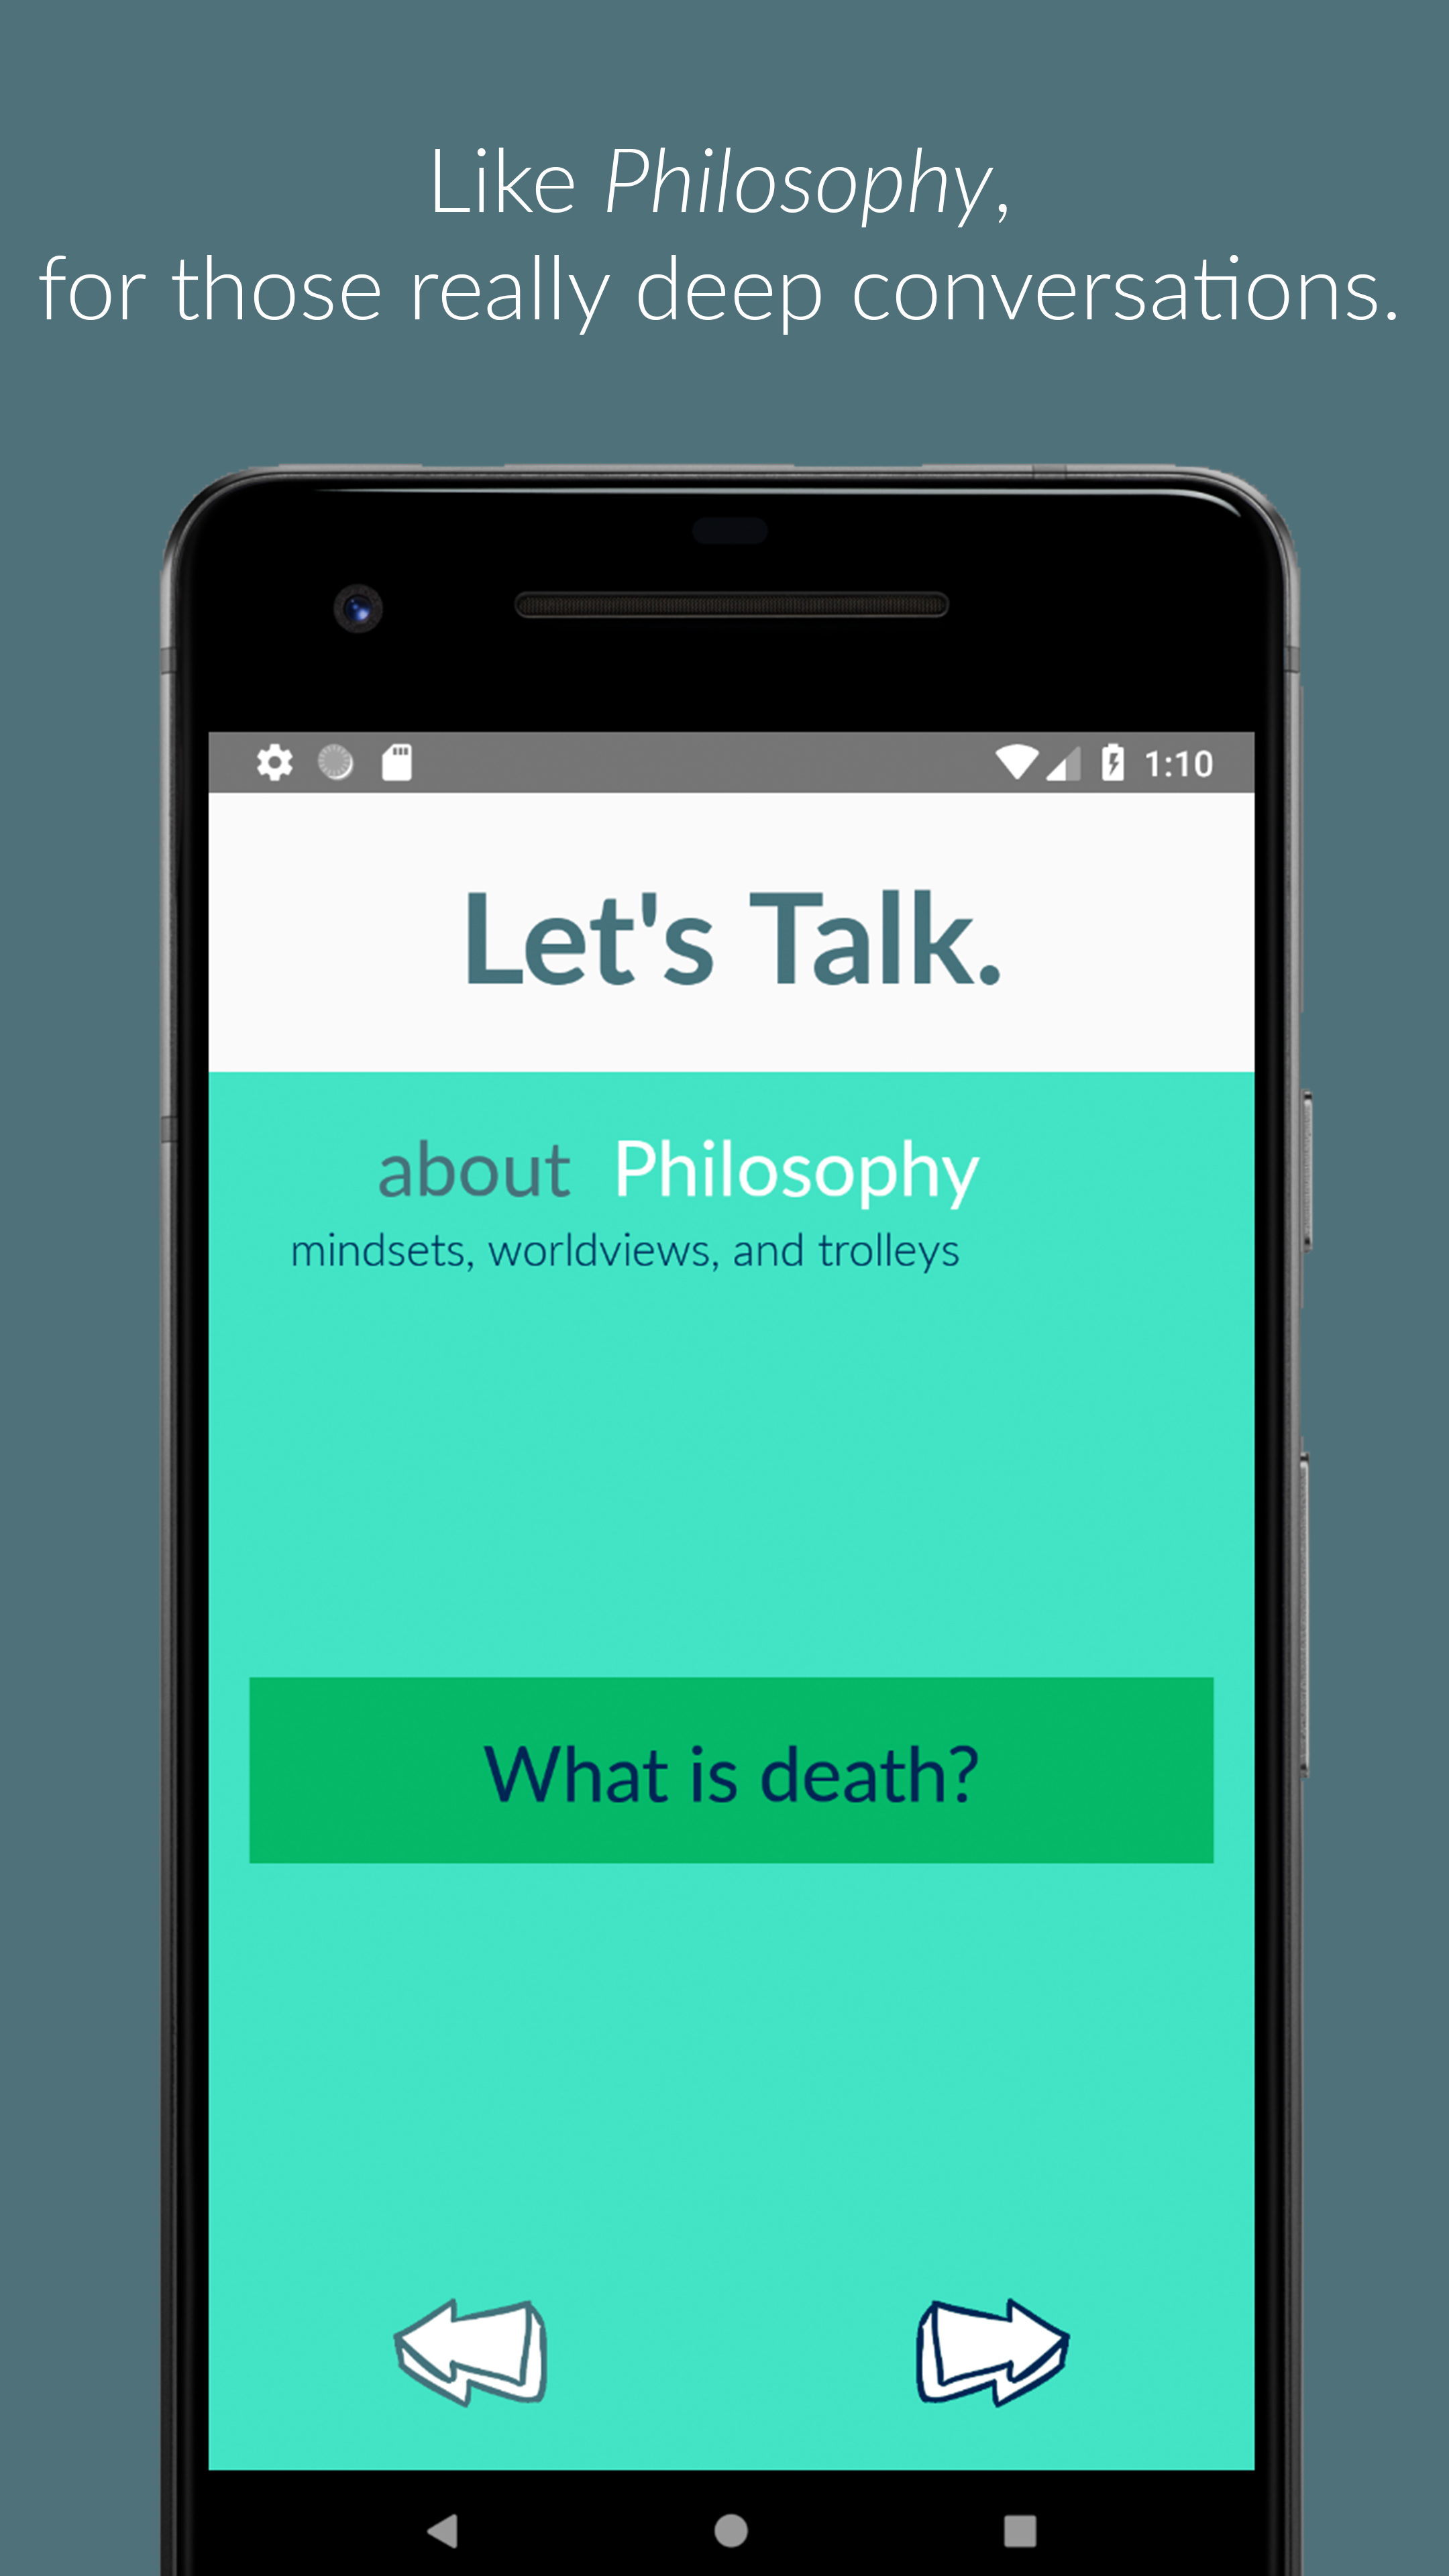 Like Philosophy,
for those really deep conversations.
1:10
Let's Talk.
about Philosophy
mindsets, worldviews, and trolleys
What is death?